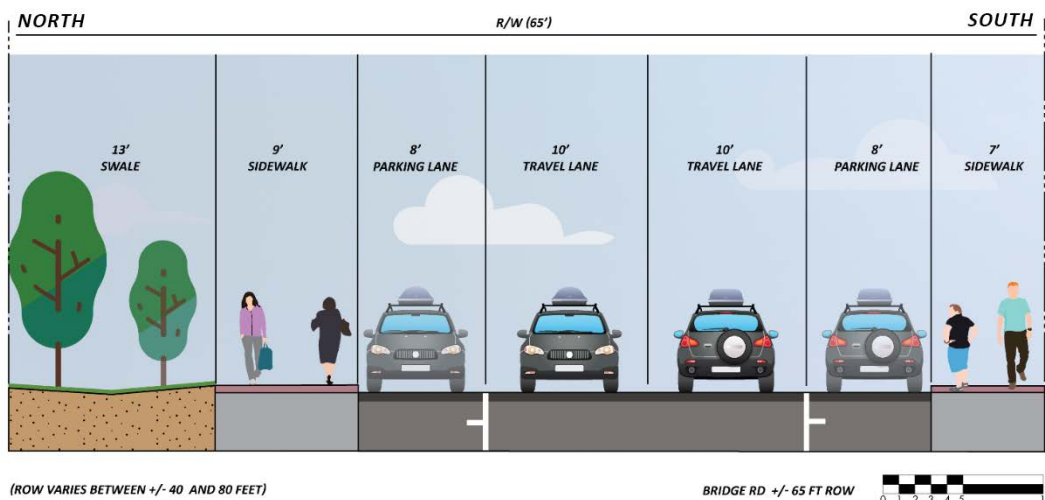 NORTH
R/W (65')
SOUTH
13'
SWALE
9'
SIDEWALK
8'
PARKING LANE
10'
TRAVEL LANE
10'
TRAVEL LANE
8'
PARKING LANE
7'
SIDEWALK
(ROW VARIES BETWEEN +/- 40 AND 80 FEET)
BRIDGE RD +/- 65 FT ROW
0 1 2 3 4 5